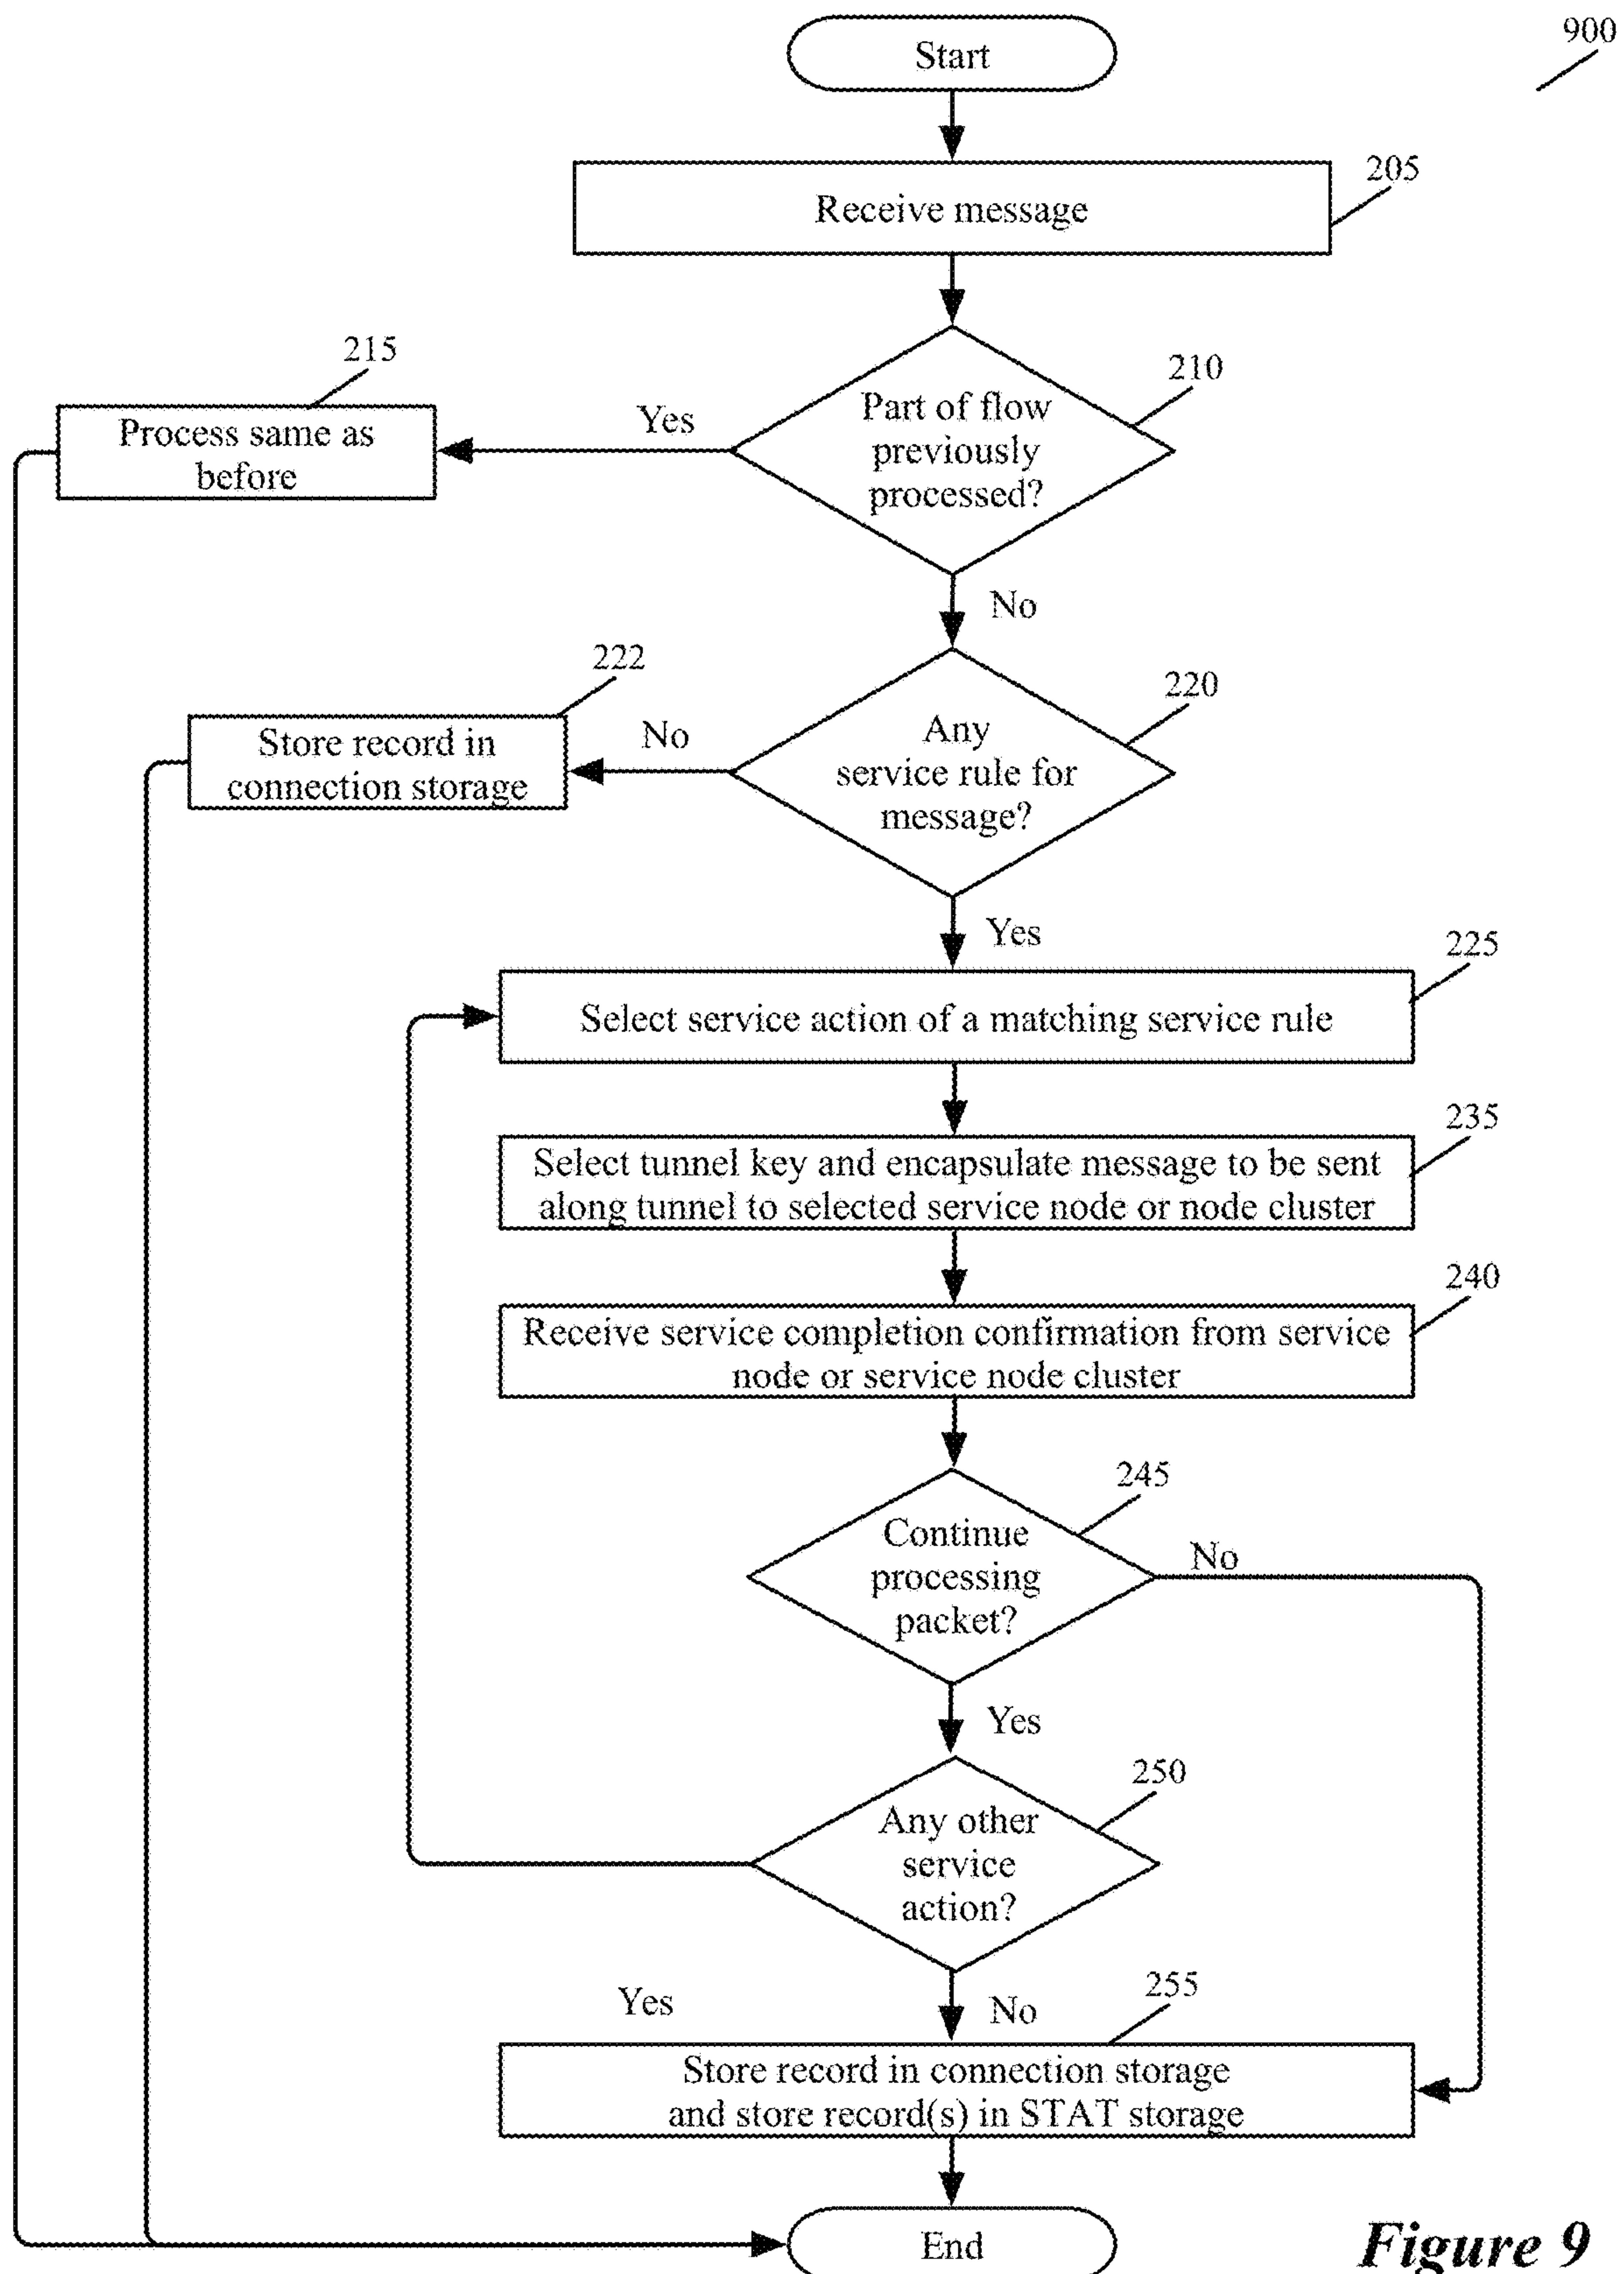 Start
900
Receive message
205
Part of flow
previously
processed?
210
Yes
215
Process same as
before
No
Any
service rule for
message?
220
No
222
Store record in
connection storage
Yes
Select service action of a matching service rule
225
Select tunnel key and encapsulate message to be sent
along tunnel to selected service node or node cluster
235
Receive service completion confirmation from service
node or service node cluster
240
Continue
processing
packet?
245
No
Yes
Any other
service
action?
250
Yes
No
Store record in connection storage
and store record(s) in STAT storage
255
End
Figure 9